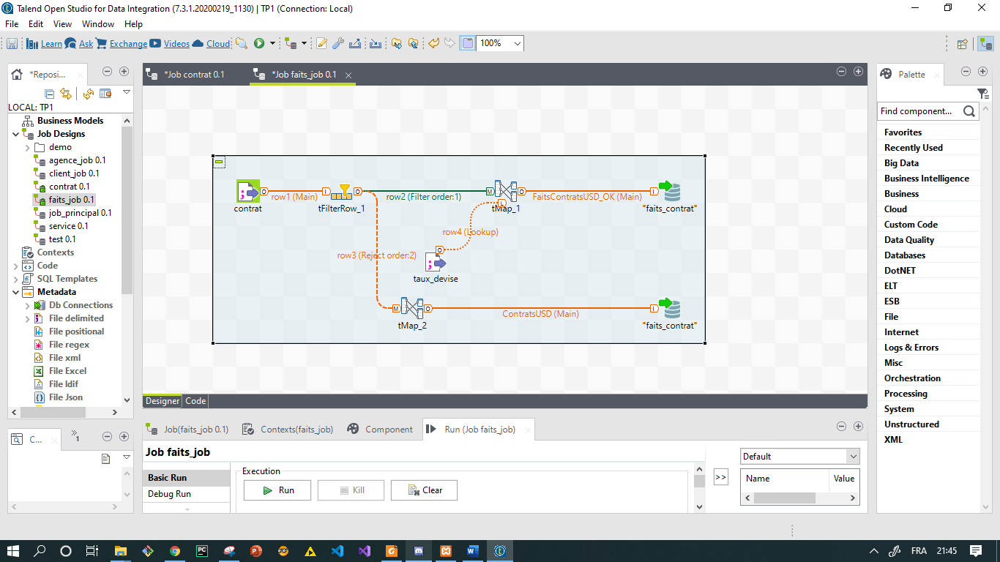 Talend Open Studio for Data Integration (7.3.1.20200219_1130) | TP1 (Connection: Local)
File Edit View Window Help
Learn Ask Exchange Videos Cloud 100%
*Reposi...
*Job contrat 0.1 *Job faits_job 0.1
Palette
LOCAL: TP1
Business Models
Job Designs
demo
agence_job 0.1
client_job 0.1
contrat 0.1
faits_job 0.1
job_principal 0.1
service 0.1
test 0.1
Contexts
Code
SQL Templates
Metadata
Db Connections
File delimited
File positional
File regex
File xml
File Excel
File ldif
File Json
row1 (Main) row2 (Filter order:1) FaitsContratsUSD_OK (Main)
contrat tFilterRow_1 tMap_1 "faits_contrat"
row4 (Lookup)
row3 (Reject order:2)
taux_devise
ContratsUSD (Main)
tMap_2 "faits_contrat"
Designer Code
Find component...
Favorites
Recently Used
Big Data
Business Intelligence
Business
Cloud
Custom Code
Data Quality
Databases
DotNET
ELT
ESB
File
Internet
Logs & Errors
Misc
Orchestration
Processing
System
Unstructured
XML
C...
Job(faits_job 0.1) Contexts(faits_job) Component Run (Job faits_job)
Job faits_job
Basic Run
Debug Run
Execution
Run Kill Clear
>>
Default
Name Value
FRA 21:45